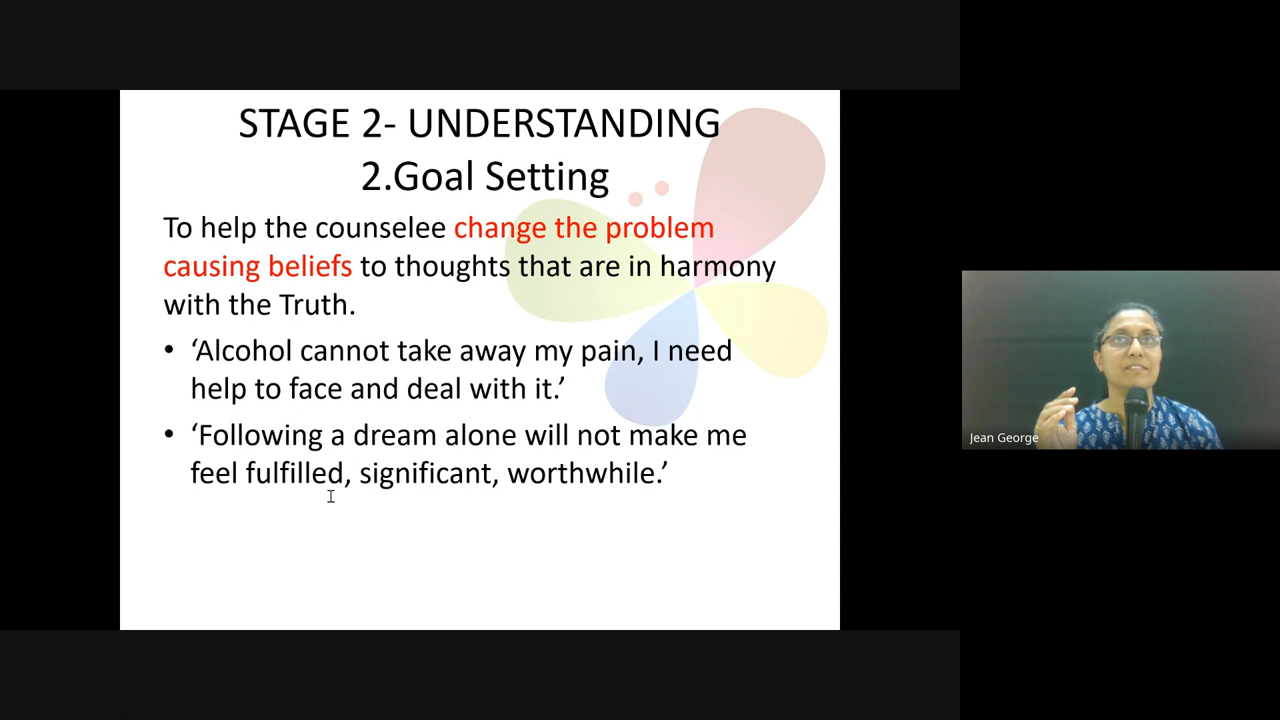 STAGE 2- UNDERSTANDING
2.Goal Setting
To help the counselee change the problem
causing beliefs to thoughts that are in harmony
with the Truth.
• ‘Alcohol cannot take away my pain, I need
help to face and deal with it.’
• ‘Following a dream alone will not make me
feel fulfilled, significant, worthwhile.’
Jean George